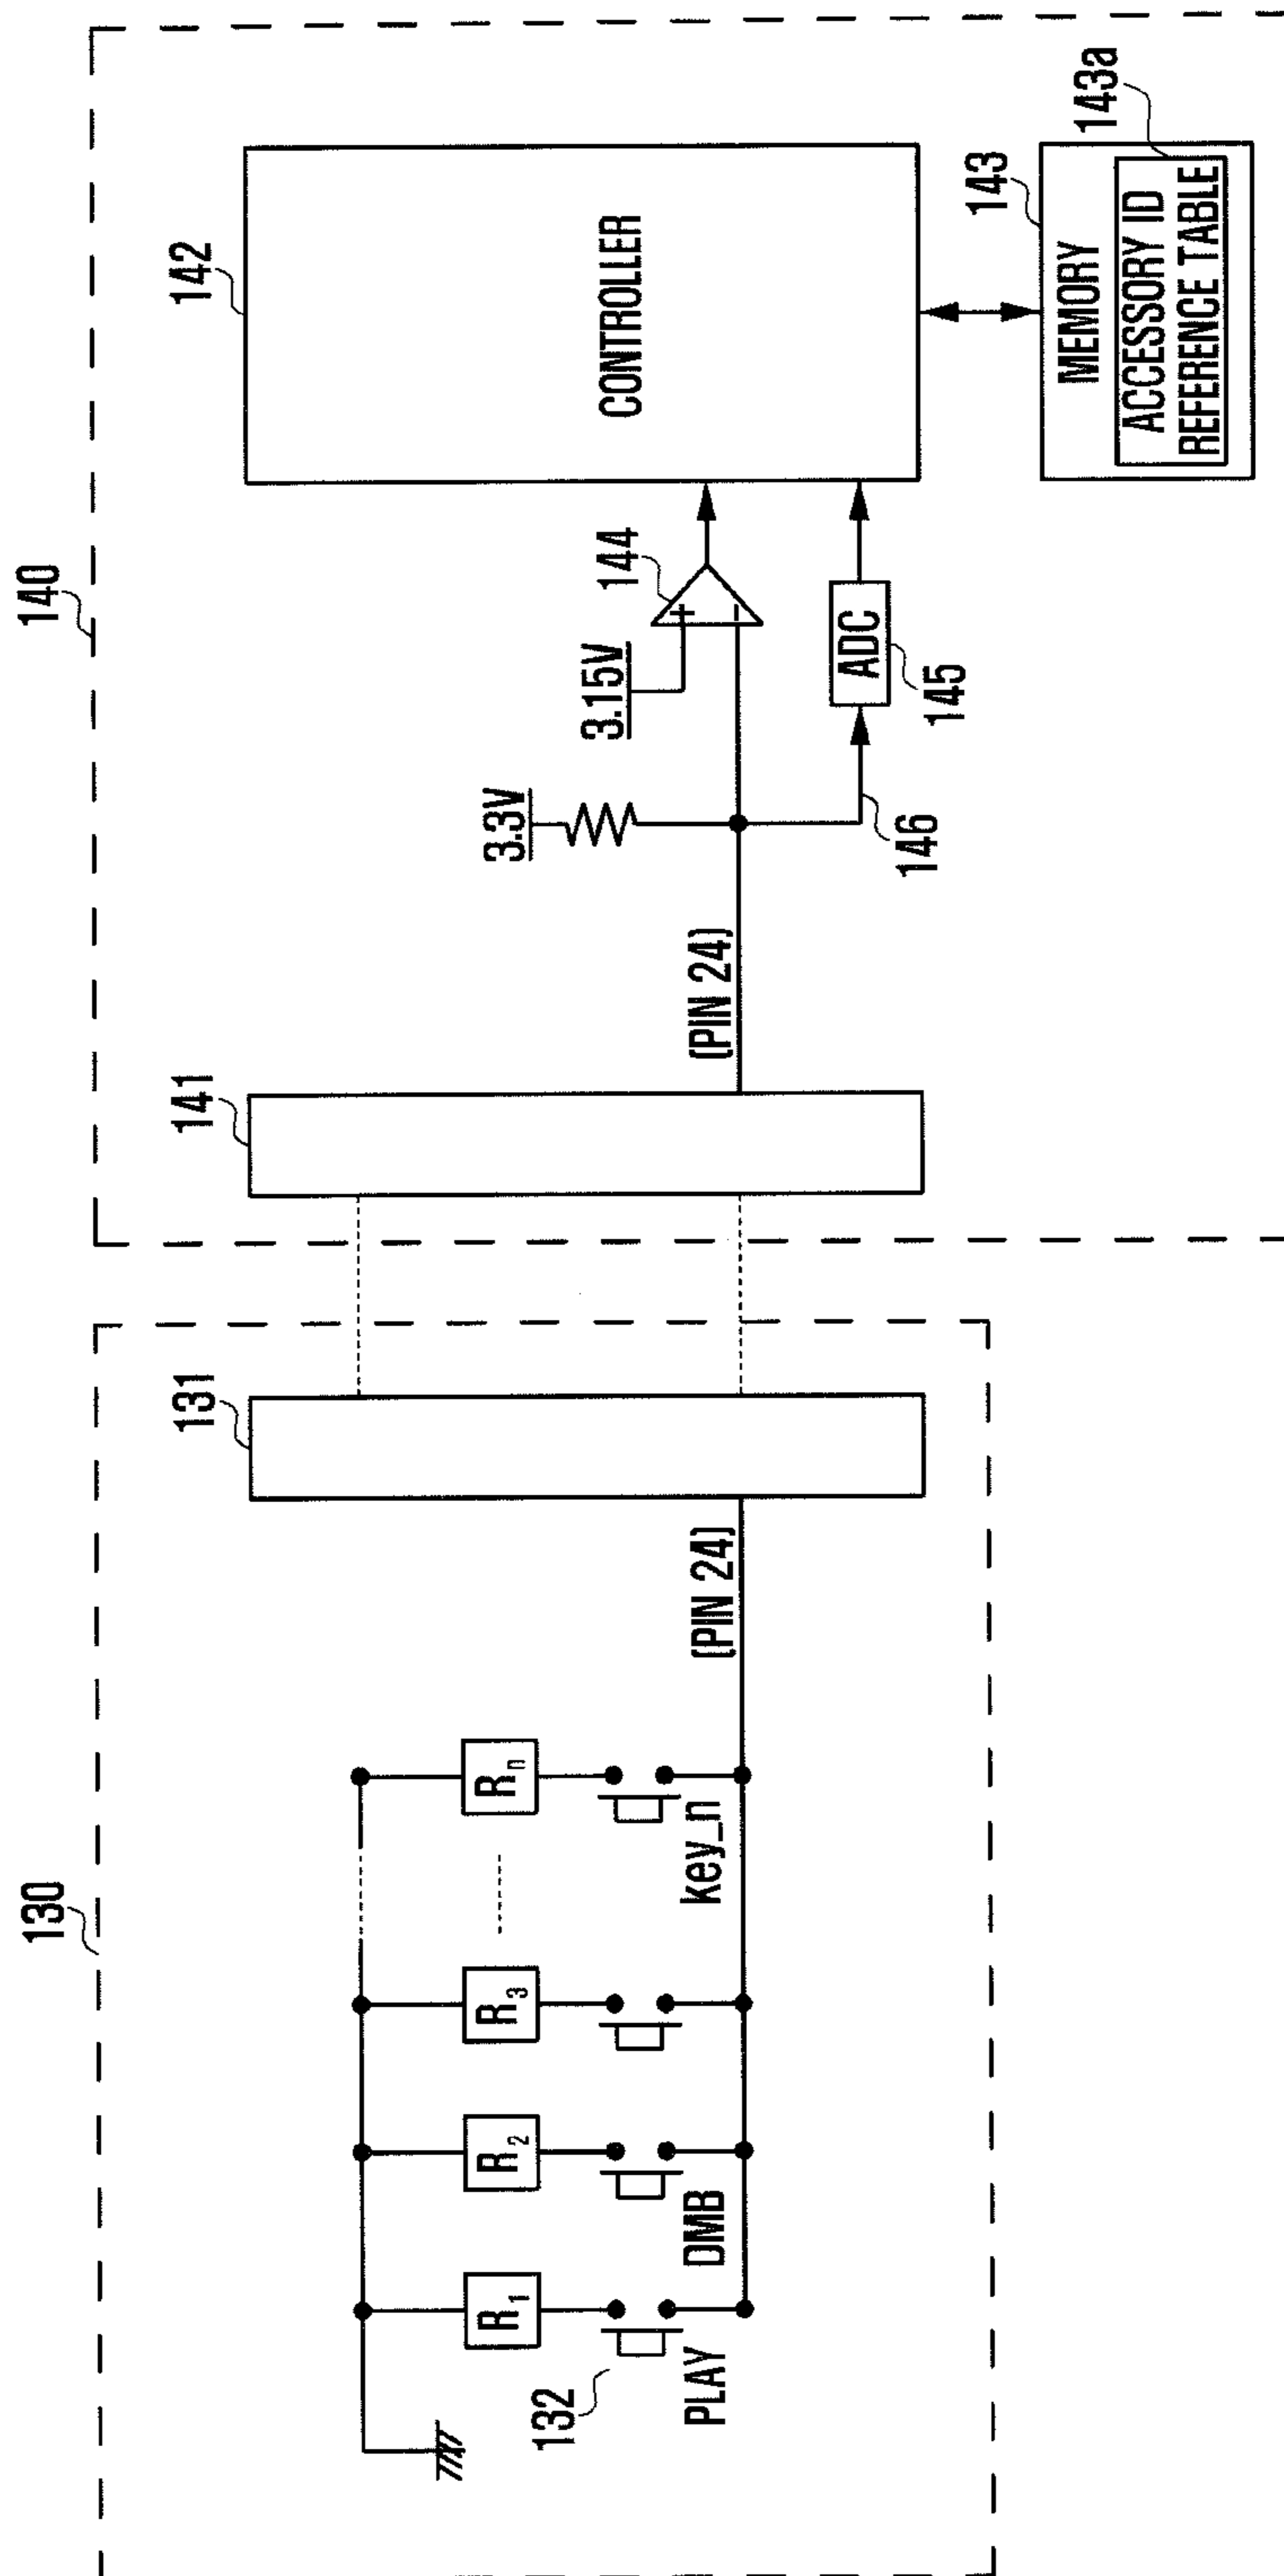 130
140
131
141
142
R1
R2
R3
Rn
132
PLAY
DMB
key_n
(PIN 24)
(PIN 24)
3.3V
3.15V
144
146
ADC
145
CONTROLLER
143
143a
MEMORY
ACCESSORY ID
REFERENCE TABLE